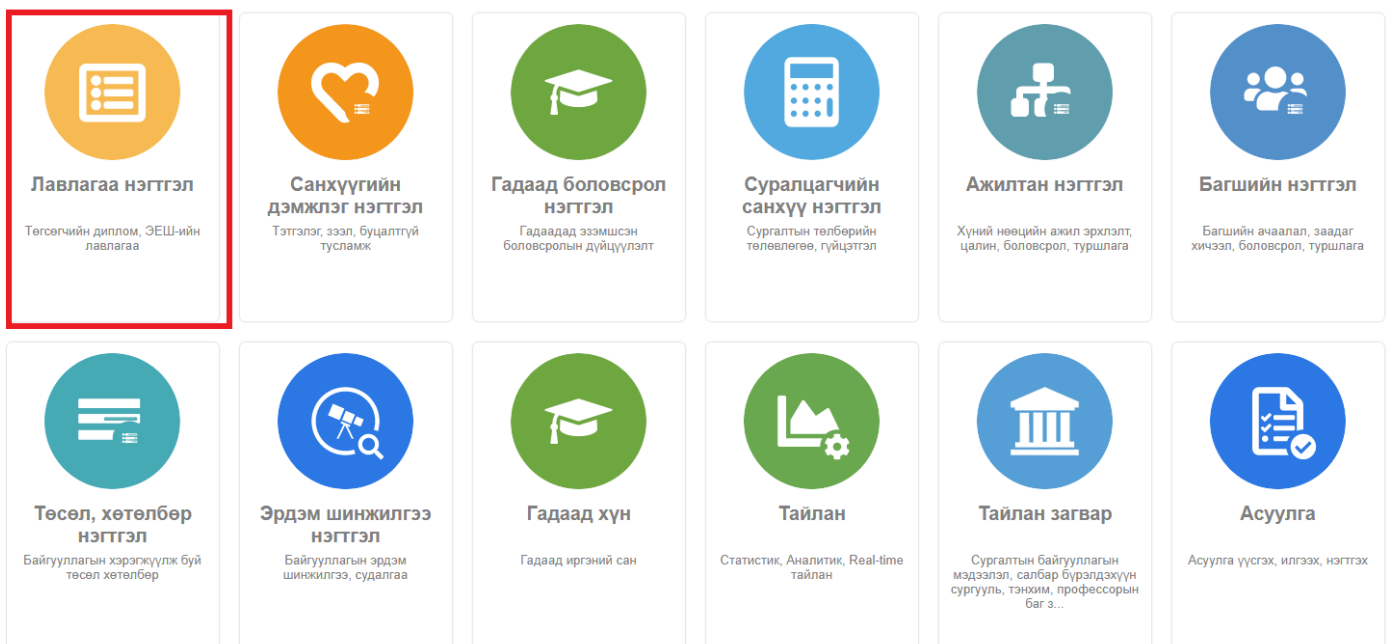 Лавлагаа нэгтгэл
Төгсөгчийн диплом, ЭЕШ-ийн
лавлагаа
Санхүүгийн
дэмжлэг нэгтгэл
Тэтгэлэг, зээл, буцалтгүй
тусламж
Гадаад боловсрол
нэгтгэл
Гадаадад эзэмшсэн
боловсролын дүйцүүлэлт
Суралцагчийн
санхүү нэгтгэл
Сургалтын төлбөрийн
төлөвлөгөө, гүйцэтгэл
Ажилтан нэгтгэл
Хүний нөөцийн ажил эрхлэлт,
цалин, боловсрол, туршлага
Багшийн нэгтгэл
Багшийн ачаалал, заадаг
хичээл, боловсрол, туршлага
Төсөл, хөтөлбөр
нэгтгэл
Байгууллагын хэрэгжүүлж буй
төсөл хөтөлбөр
Эрдэм шинжилгээ
нэгтгэл
Байгууллагын эрдэм
шинжилгээ, судалгаа
Гадаад хүн
Гадаад иргэний сан
Тайлан
Статистик, Аналитик, Real-time
тайлан
Тайлан загвар
Сургалтын байгууллагын
мэдээлэл, салбар бүрэлдэхүүн
сургууль, тэнхим, профессорын
баг з...
Асуулга
Асуулга үүсгэх, илгээх, нэгтгэх